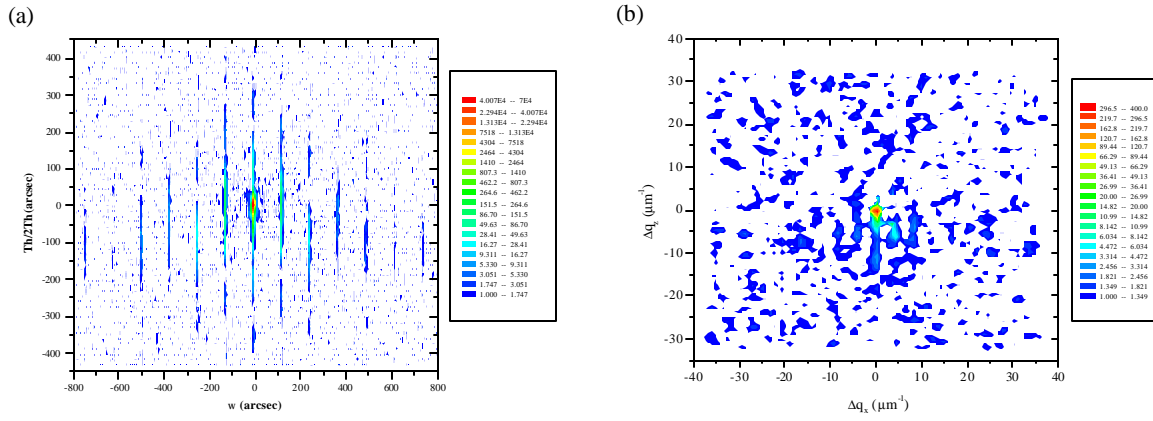 (a)
(b)
Th/2Th (arcsec)
400
300
200
100
0
-100
-200
-300
-400
-800
-600
-400
-200
0
200
400
600
800
w (arcsec)
4.007E4 -- 7E4
2.294E4 -- 4.007E4
1.313E4 -- 2.294E4
7518 -- 1.313E4
4304 -- 7518
2464 -- 4304
1410 -- 2464
807.3 -- 1410
462.2 -- 807.3
264.6 -- 462.2
151.5 -- 264.6
86.70 -- 151.5
49.63 -- 86.70
28.41 -- 49.63
16.27 -- 28.41
9.311 -- 16.27
5.330 -- 9.311
3.051 -- 5.330
1.747 -- 3.051
1.000 -- 1.747
Δqz (µm-1)
40
30
20
10
0
-10
-20
-30
-40
-30
-20
-10
0
10
20
30
40
Δqx (µm-1)
296.5 -- 400.0
219.7 -- 296.5
162.8 -- 219.7
120.7 -- 162.8
89.44 -- 120.7
66.29 -- 89.44
49.13 -- 66.29
36.41 -- 49.13
26.99 -- 36.41
20.00 -- 26.99
14.82 -- 20.00
10.99 -- 14.82
8.142 -- 10.99
6.034 -- 8.142
4.472 -- 6.034
3.314 -- 4.472
2.456 -- 3.314
1.821 -- 2.456
1.349 -- 1.821
1.000 -- 1.349